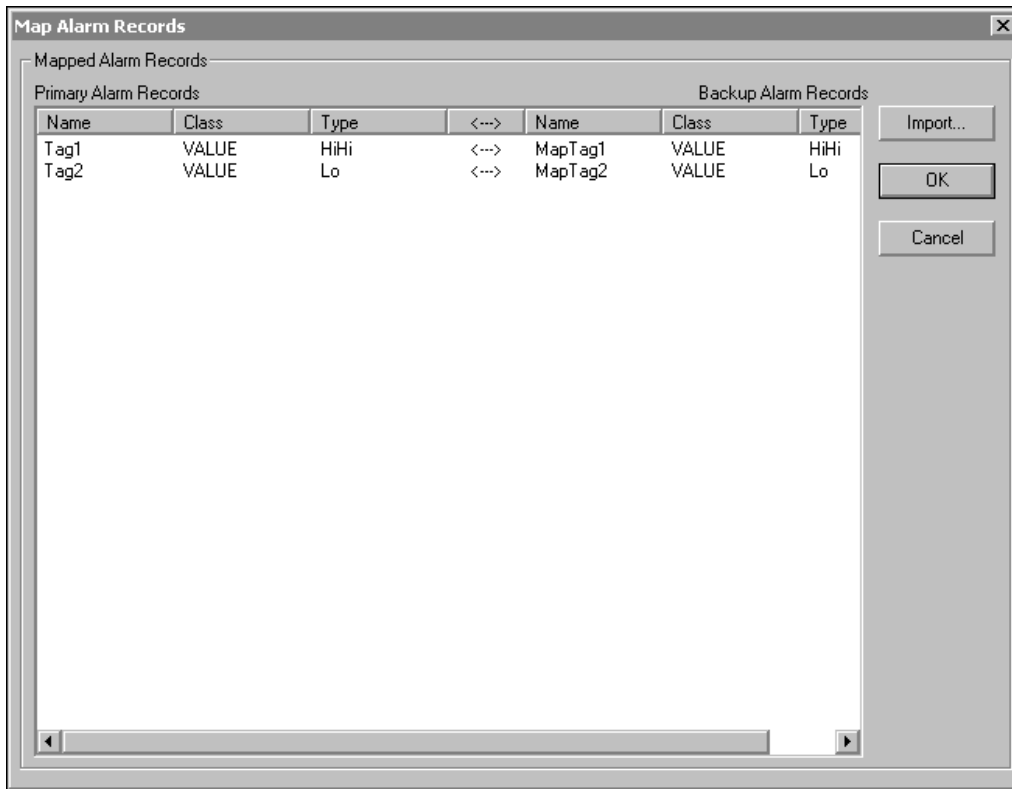 Map Alarm Records
Mapped Alarm Records
Primary Alarm Records Backup Alarm Records
Name Class Type <---> Name Class Type
Tag1 VALUE HiHi <---> MapTag1 VALUE HiHi
Tag2 VALUE Lo <---> MapTag2 VALUE Lo
Import...
OK
Cancel